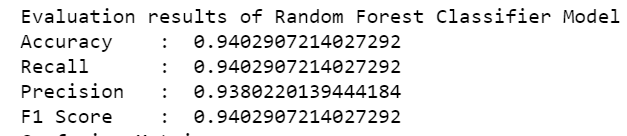 Evaluation results of Random Forest Classifier Model
Accuracy : 0.9402907214027292
Recall : 0.9402907214027292
Precision : 0.9380220139444184
F1 Score : 0.9402907214027292